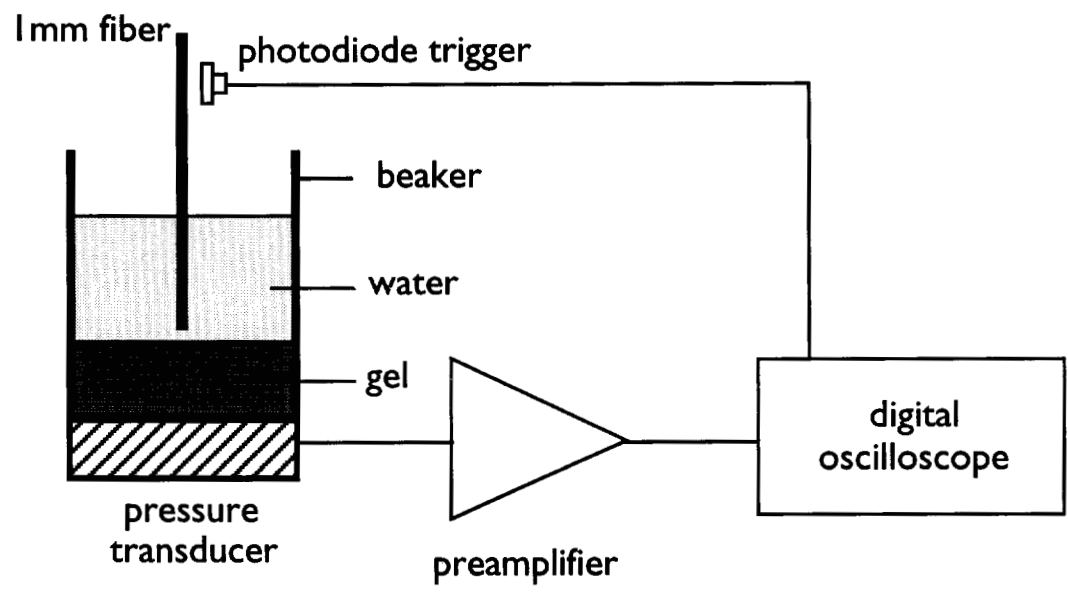 1mm fiber
photodiode trigger
beaker
water
gel
digital
oscilloscope
pressure
transducer
preamplifier